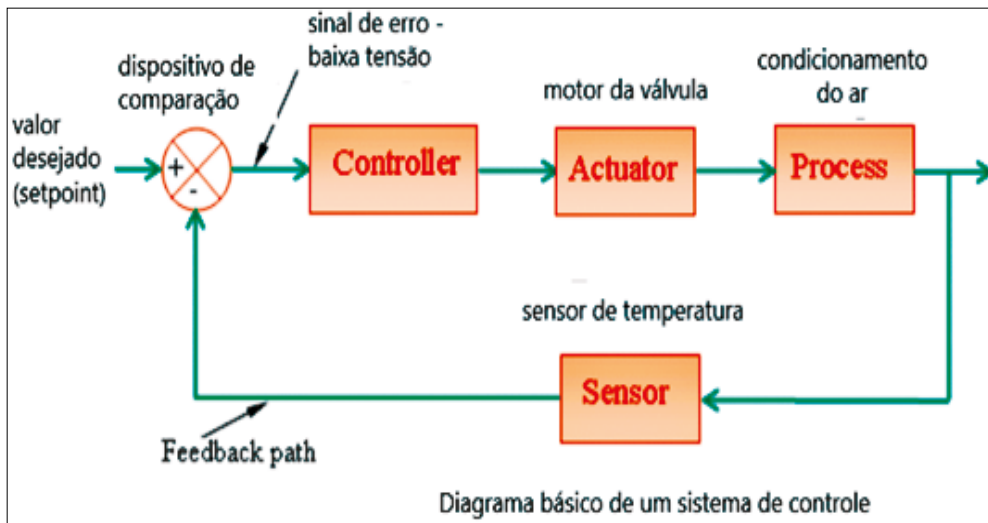 sinal de erro -
baixa tensão
dispositivo de
comparação
valor
desejado
(setpoint)
+
-
Controller
motor da válvula
Actuator
condicionamento
do ar
Process
sensor de temperatura
Sensor
Feedback path
Diagrama básico de um sistema de controle